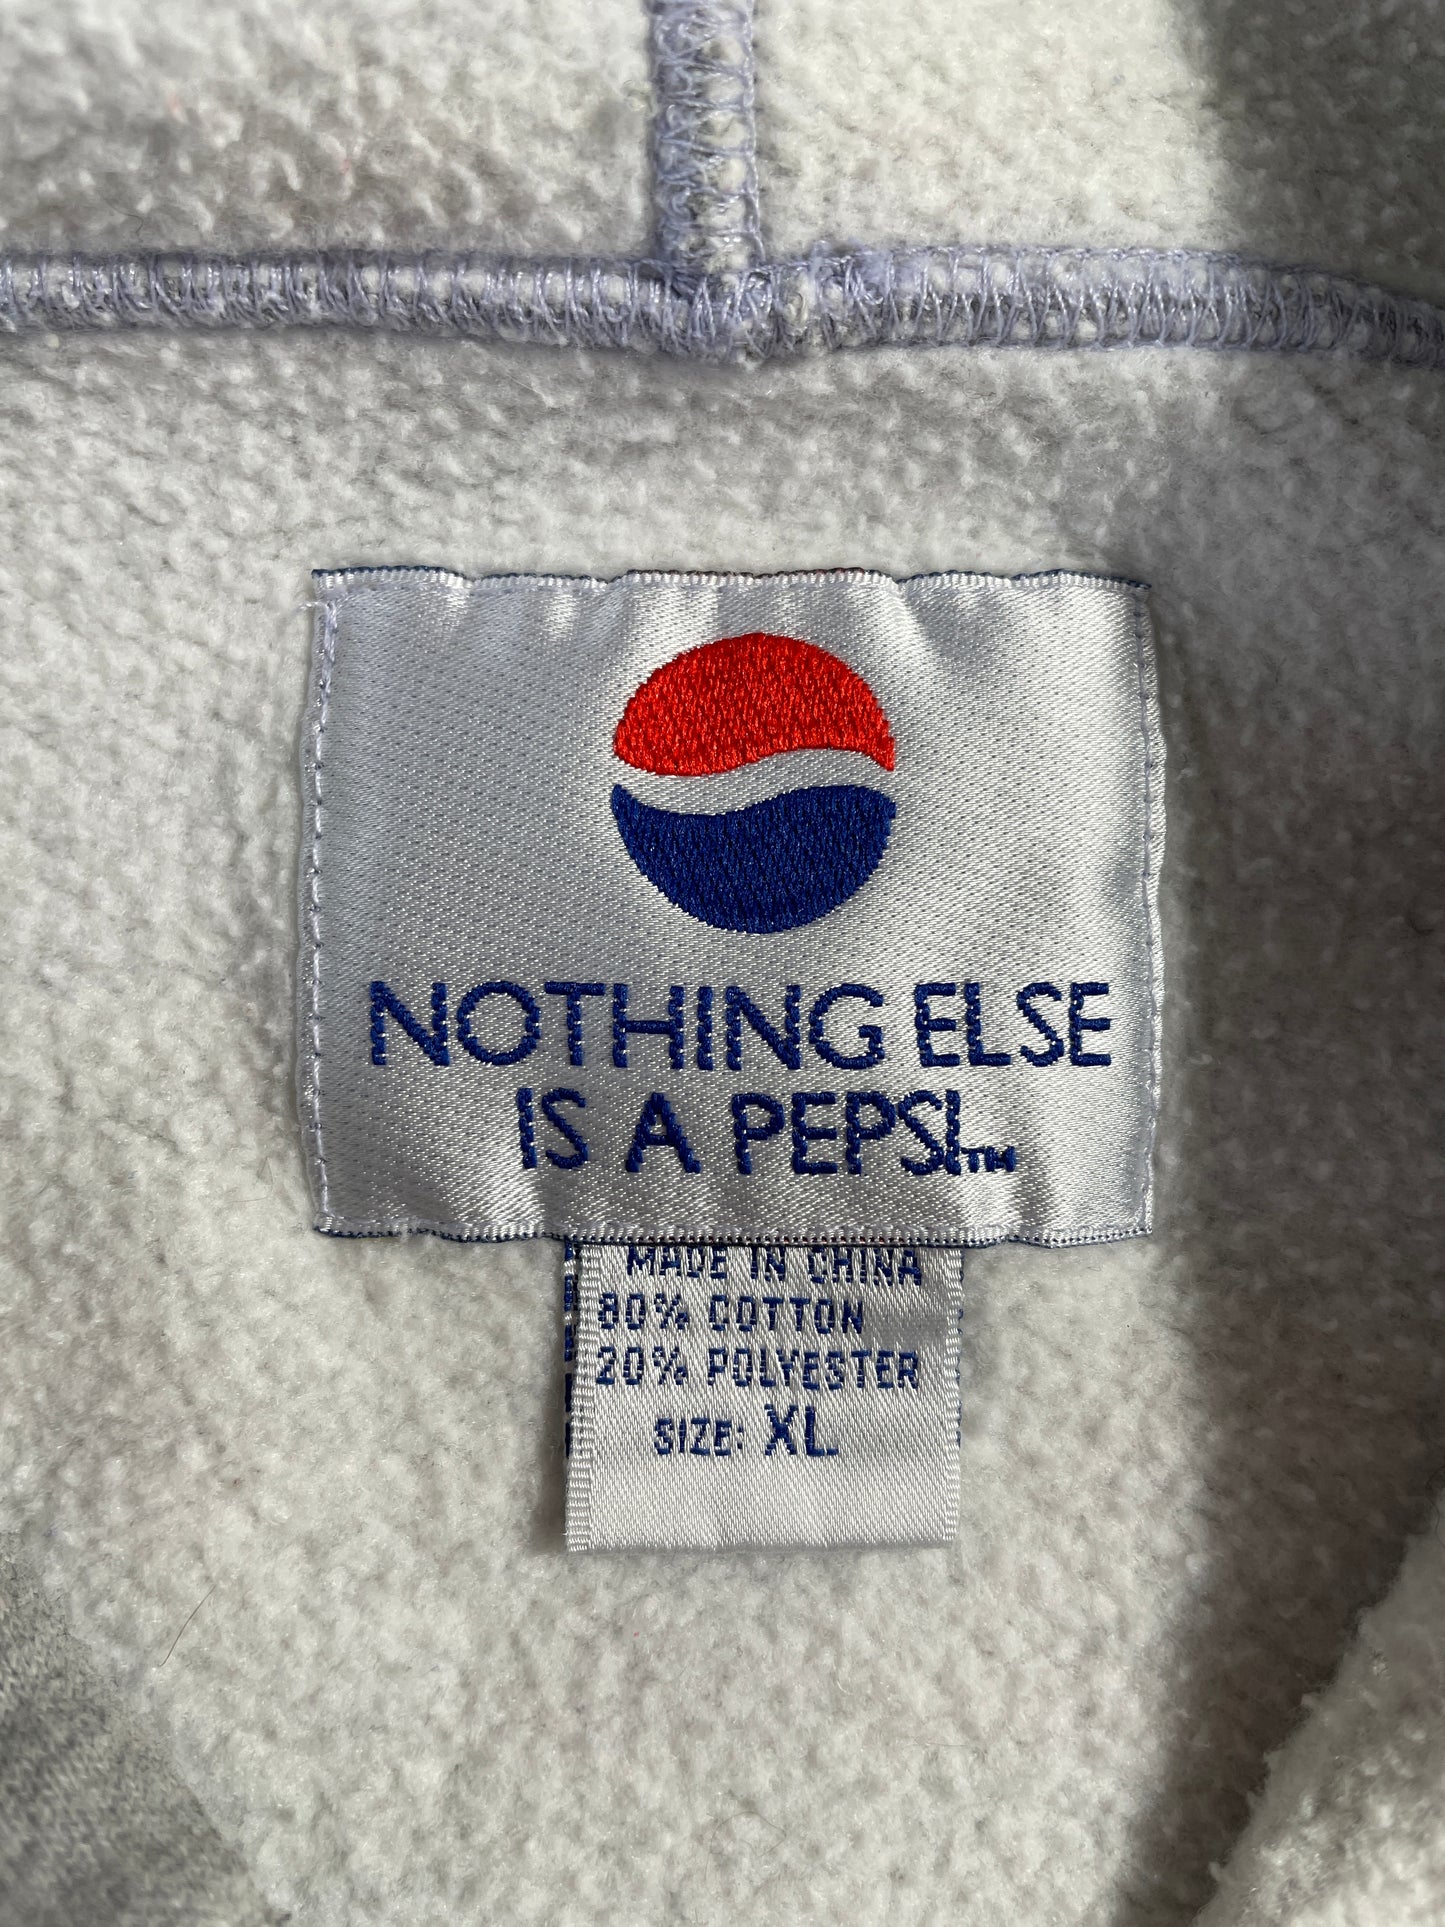 NOTHING ELSE
IS A PEPSI.™
MADE IN CHINA
80% COTTON
20% POLYESTER
SIZE: XL